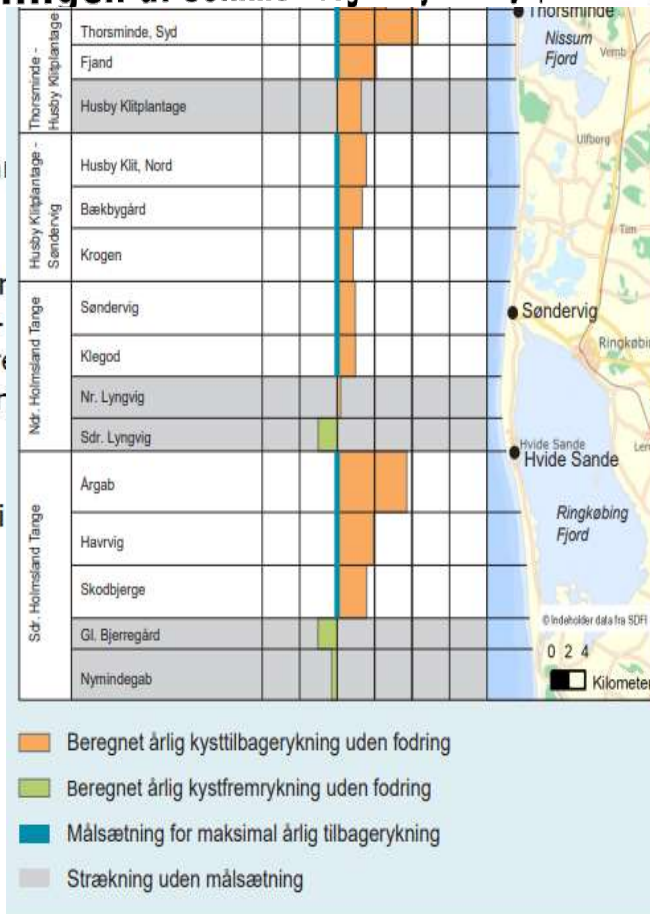 Thorsminde -
Husby Klitplantage
Thorsminde, Syd
Fjand
Husby Klitplantage
Husby Klitplantage -
Søndervig
Husby Klit, Nord
Bækbygård
Krogen
Ndr. Holmsland Tange
Søndervig
Klegod
Nr. Lyngvig
Sdr. Lyngvig
Sdr. Holmsland Tange
Årgab
Havrvig
Skodbjerge
Gl. Bjerregård
Nymindegab
Thorsminde
Nissum
Fjord
Vemb
Ulfborg
Tim
Søndervig
Ringkøbi
Hvide Sande
Hvide Sande
Ringkøbing
Fjord
© Indeholder data fra SDFI
0 2 4
Kilometer
Beregnet årlig kysttilbagerykning uden fodring
Beregnet årlig kystfremrykning uden fodring
Målsætning for maksimal årlig tilbagerykning
Strækning uden målsætning